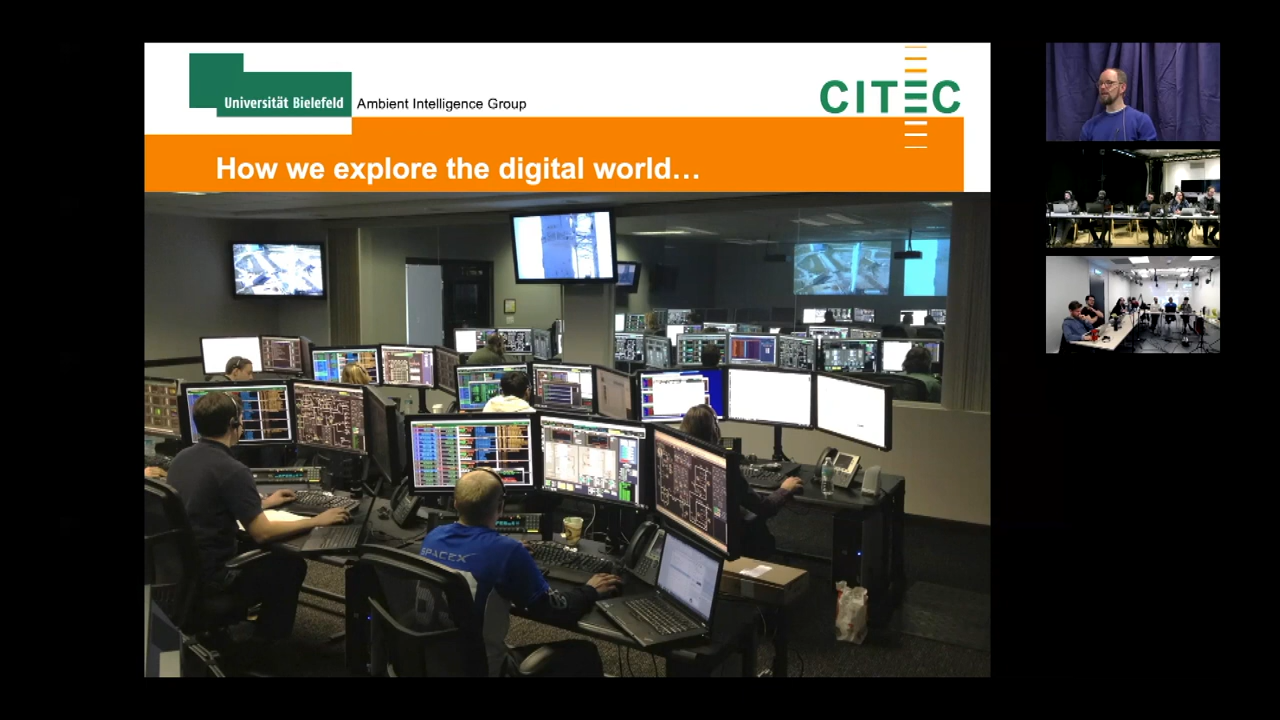 Universität Bielefeld
Ambient Intelligence Group
CITEC
How we explore the digital world...
SPACEX